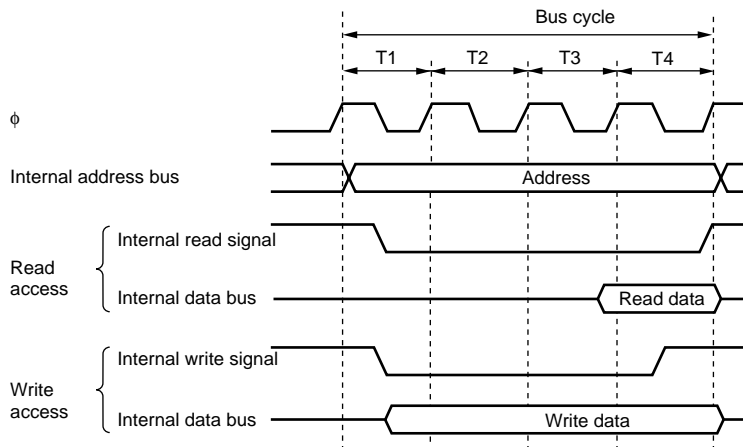 Bus cycle
T1 T2 T3 T4
ϕ
Internal address bus
Address
Internal read signal
Read
access
Internal data bus
Read data
Internal write signal
Write
access
Internal data bus
Write data